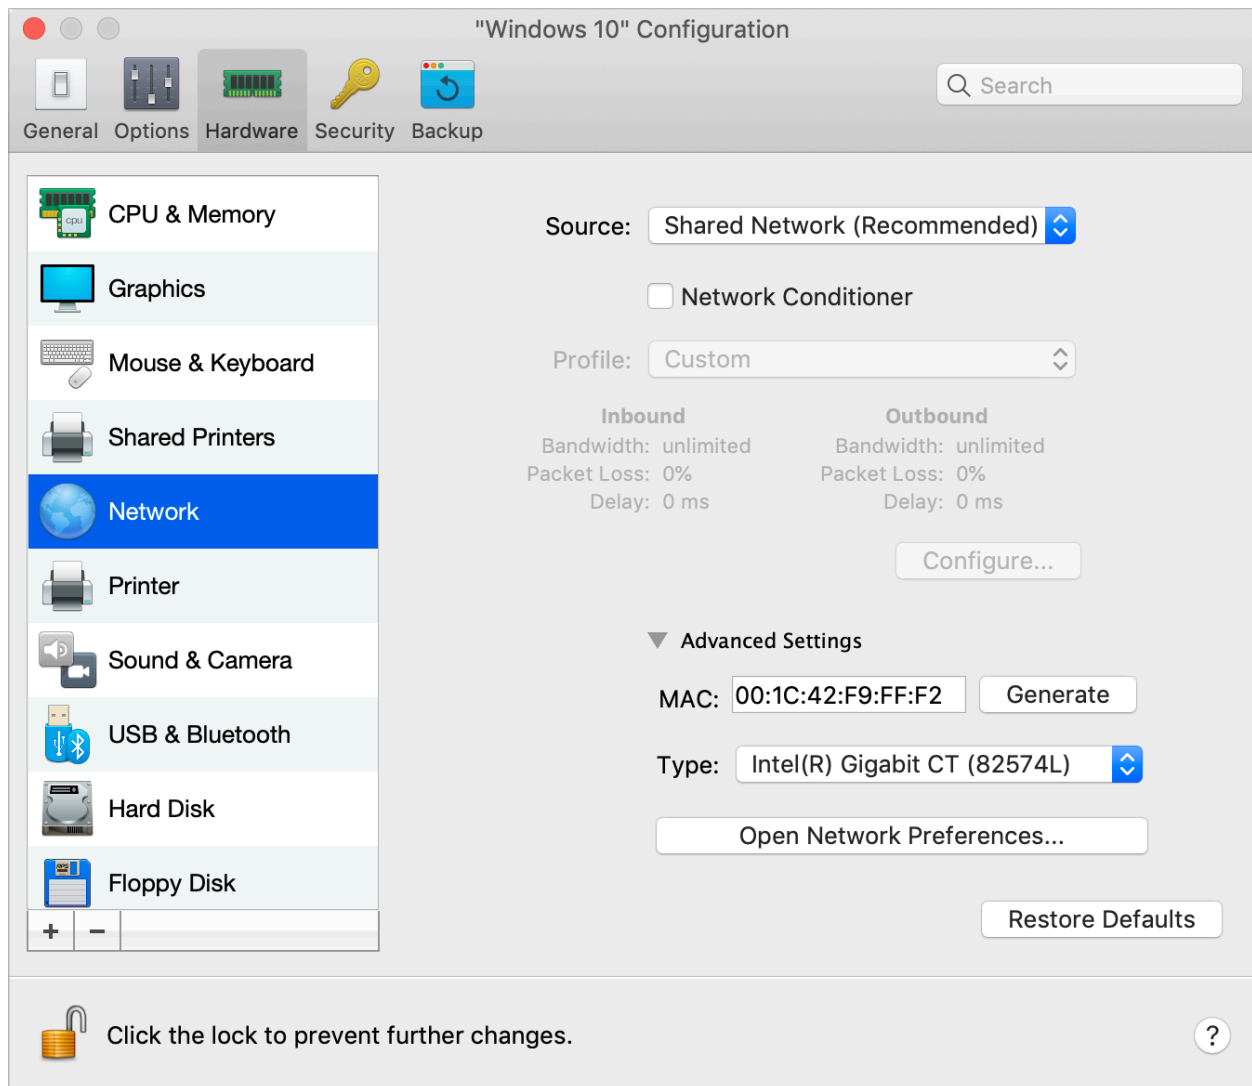 "Windows 10" Configuration
General Options Hardware Security Backup
Search
CPU & Memory
Graphics
Mouse & Keyboard
Shared Printers
Network
Printer
Sound & Camera
USB & Bluetooth
Hard Disk
Floppy Disk
+ −
Source: Shared Network (Recommended)
Network Conditioner
Profile: Custom
Inbound Outbound
Bandwidth: unlimited Bandwidth: unlimited
Packet Loss: 0% Packet Loss: 0%
Delay: 0 ms Delay: 0 ms
Configure...
Advanced Settings
MAC: 00:1C:42:F9:FF:F2 Generate
Type: Intel(R) Gigabit CT (82574L)
Open Network Preferences...
Restore Defaults
Click the lock to prevent further changes.
?